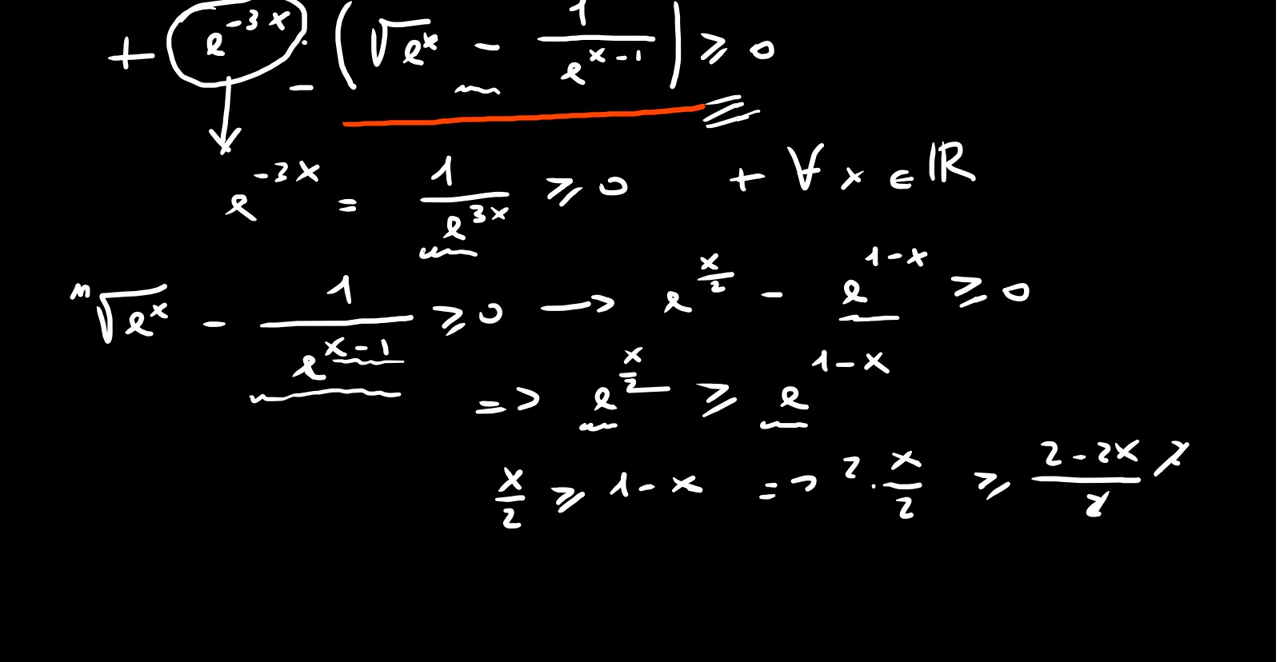 + e^{-3x} · (√e^x - 1/e^{x-1}) ≥ 0
-
e^{-3x} = 1/e^{3x} ≥ 0 + ∀ x ∈ ℝ
ⁿ√e^x - 1/e^{x-1} ≥ 0 → e^{x/2} - e^{1-x} ≥ 0
=> e^{x/2} ≥ e^{1-x}
x/2 ≥ 1-x => 2 · x/2 ≥ 2-2x/2 2